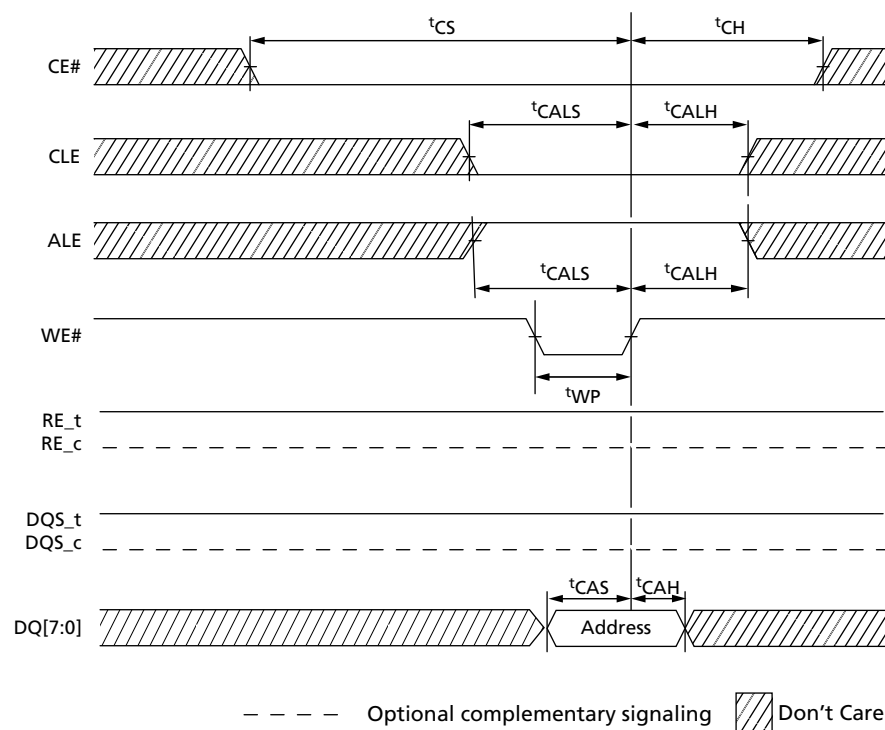 tCS tCH
CE#
tCALS tCALH
CLE
ALE
tCALS tCALH
WE#
tWP
RE_t
RE_c
DQS_t
DQS_c
tCAS tCAH
DQ[7:0] Address
Optional complementary signaling Don't Care